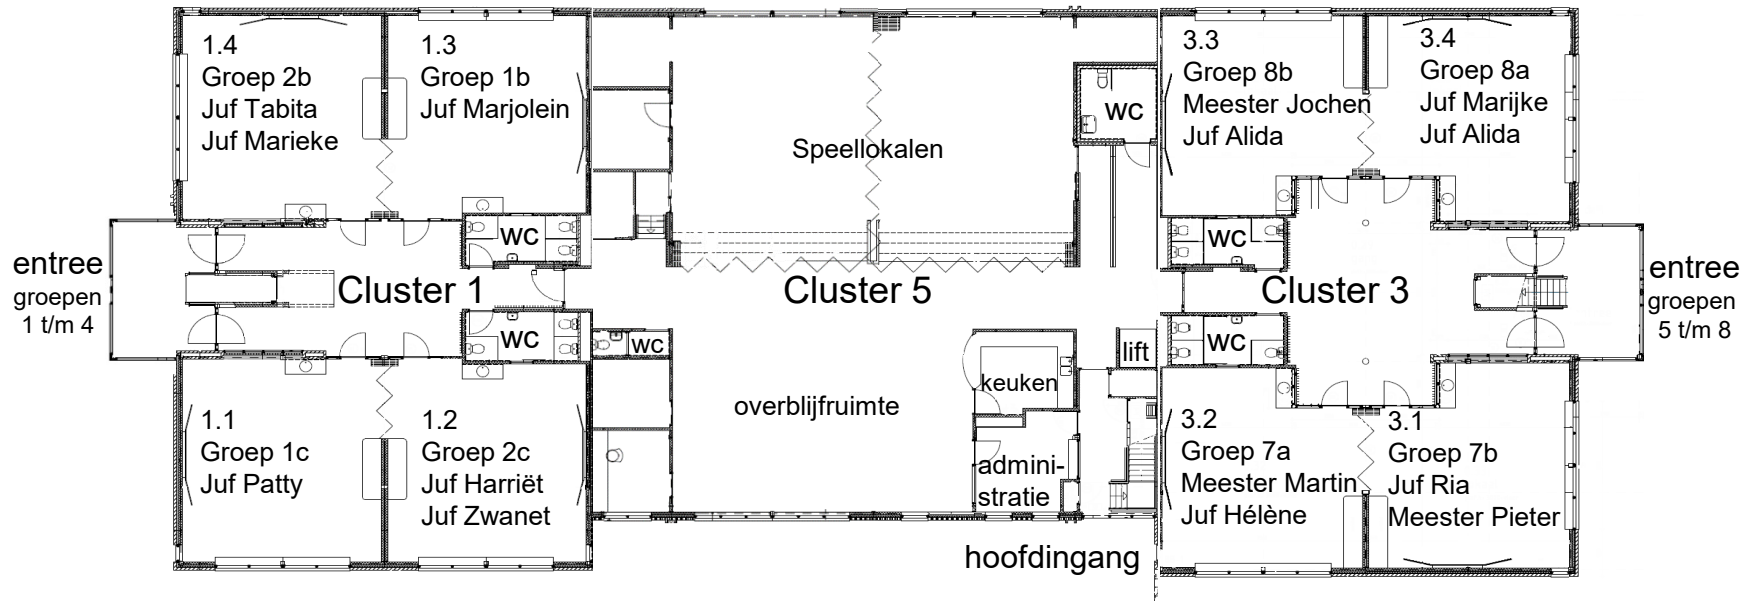 1.4
Groep 2b
Juf Tabita
Juf Marieke
1.3
Groep 1b
Juf Marjolein
Speellokalen
wc
3.3
Groep 8b
Meester Jochen
Juf Alida
3.4
Groep 8a
Juf Marijke
Juf Alida
wc
wc
entree
groepen
1 t/m 4
Cluster 1
Cluster 5
Cluster 3
entree
groepen
5 t/m 8
wc
wc
wc
lift
keuken
overblijfruimte
admini-
stratie
1.1
Groep 1c
Juf Patty
1.2
Groep 2c
Juf Harriët
Juf Zwanet
3.2
Groep 7a
Meester Martin
Juf Hélène
3.1
Groep 7b
Juf Ria
Meester Pieter
hoofdingang